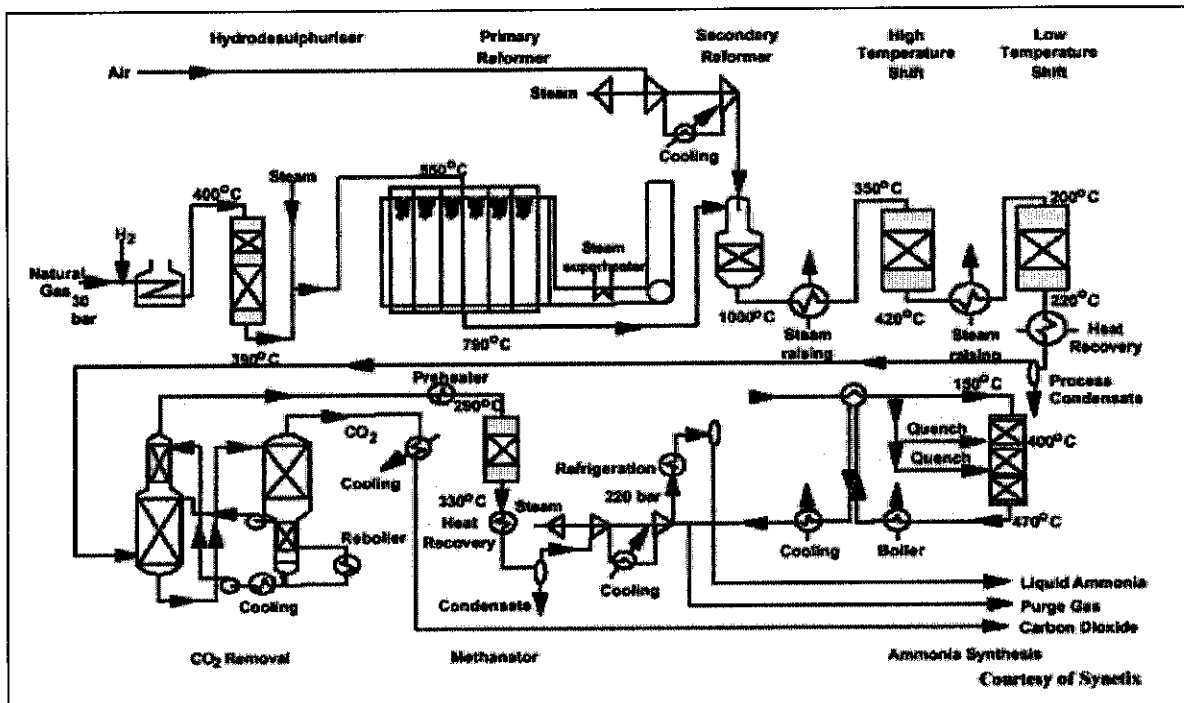 Hydrodesulphuriser
Primary
Reformer
Secondary
Reformer
High
Temperature
Shift
Low
Temperature
Shift
Air
Steam
Cooling
400°C
Steam
550°C
350°C
200°C
H2
Natural
Gas
30
bar
Steam
superheater
390°C
790°C
1000°C
Steam
raising
420°C
Steam
raising
220°C
Heat
Recovery
Preheater
290°C
CO2
Cooling
150°C
Process
Condensate
Quench
400°C
Quench
Refrigeration
330°C
Heat
Recovery
Steam
220 bar
470°C
Reboiler
Cooling
Condensate
Cooling
Cooling
Boiler
Liquid Ammonia
Purge Gas
Carbon Dioxide
CO2 Removal
Methanator
Ammonia Synthesis
Courtesy of Synetix